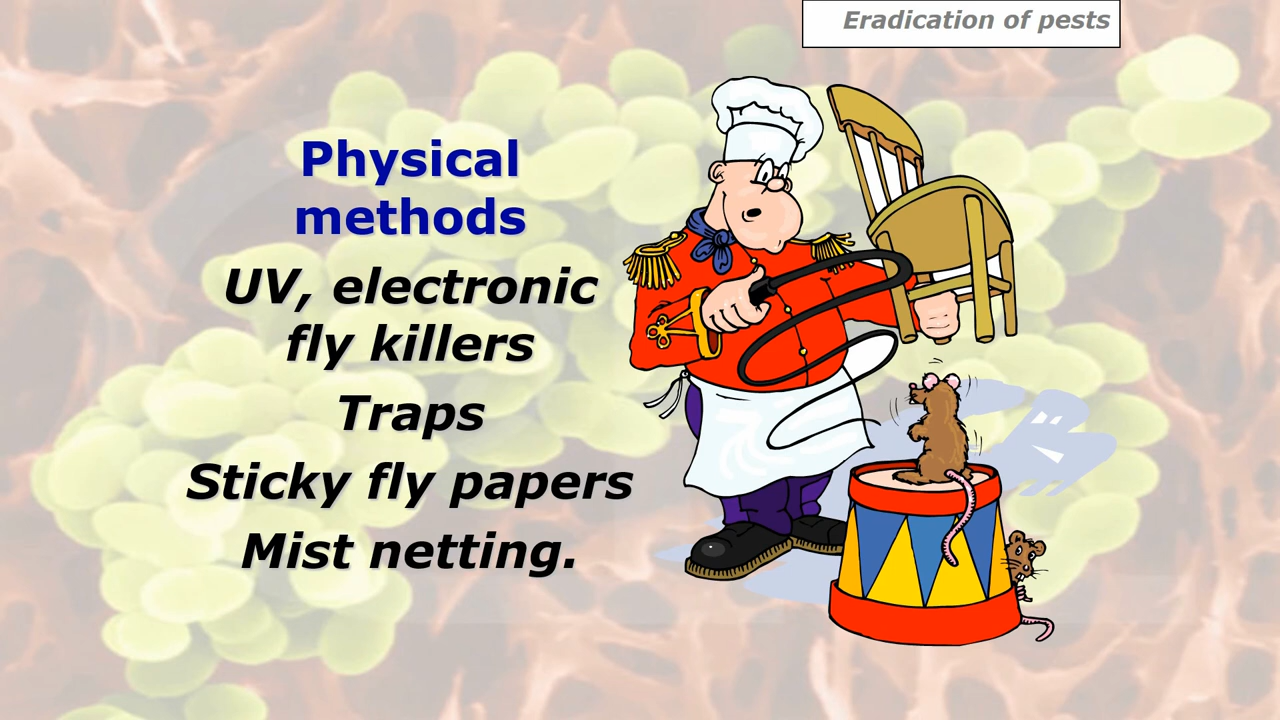 Eradication of pests
Physical
methods
UV, electronic
fly killers
Traps
Sticky fly papers
Mist netting.